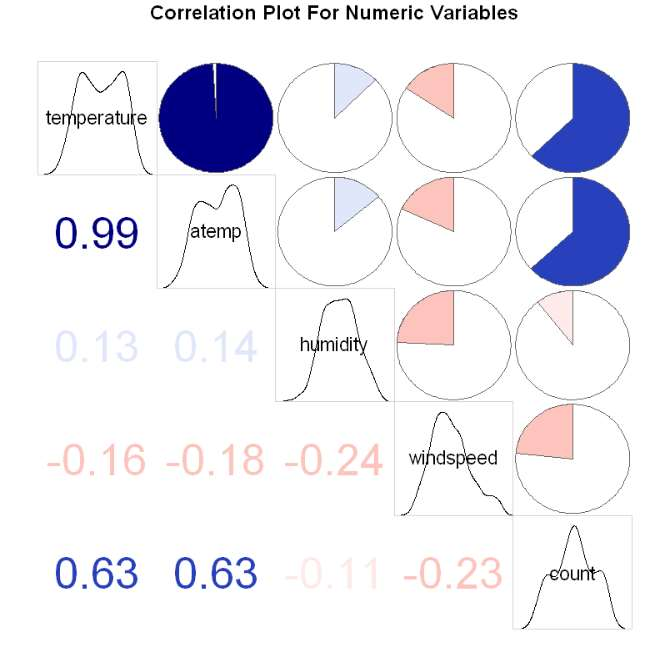 Correlation Plot For Numeric Variables
temperature
0.99
atemp
0.13 0.14 humidity
-0.16 -0.18 -0.24 windspeed
0.63 0.63 -0.11 -0.23 count